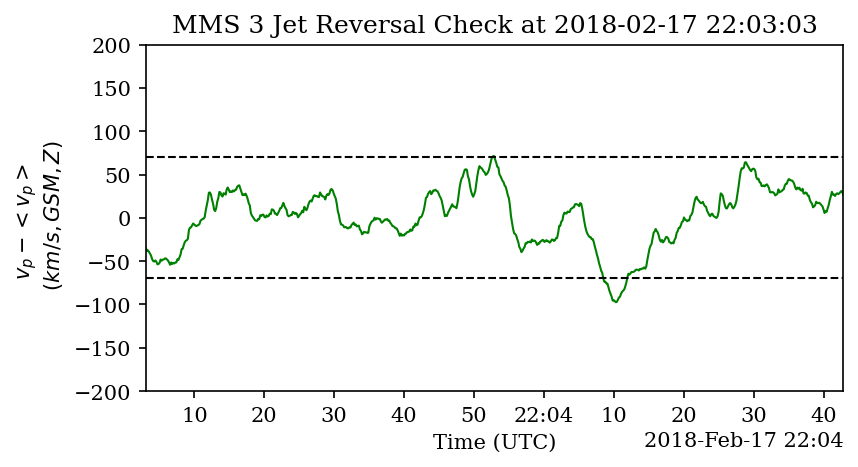 MMS 3 Jet Reversal Check at 2018-02-17 22:03:03
v_p − < v_p >
(km/s, GSM, Z)
200
150
100
50
0
−50
−100
−150
−200
10 20 30 40 50 22:04 10 20 30 40
Time (UTC)
2018-Feb-17 22:04